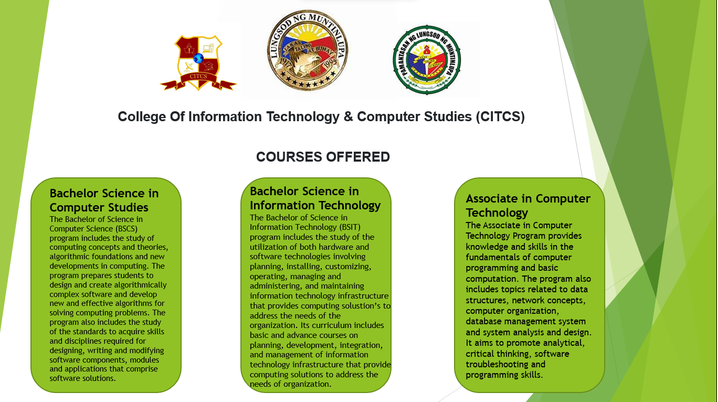 LUNGSOD NG MUNTINLUPA
PAMANTASAN NG LUNGSOD NG MUNTINLUPA
CITCS
College Of Information Technology & Computer Studies (CITCS)
COURSES OFFERED
Bachelor Science in
Computer Studies
The Bachelor of Science in
Computer Science (BSCS)
program includes the study of
computing concepts and theories,
algorithmic foundations and new
developments in computing. The
program prepares students to
design and create algorithmically
complex software and develop
new and effective algorithms for
solving computing problems. The
program also includes the study
of the standards to acquire skills
and disciplines required for
designing, writing and modifying
software components, modules
and applications that comprise
software solutions.
Bachelor Science in
Information Technology
The Bachelor of Science in
Information Technology (BSIT)
program includes the study of the
utilization of both hardware and
software technologies involving
planning, installing, customizing,
operating, managing and
administering, and maintaining
information technology infrastructure
that provides computing solution's to
address the needs of the
organization. Its curriculum includes
basic and advance courses on
planning, development, integration,
and management of information
technology infrastructure that provide
computing solutions to address the
needs of organization.
Associate in Computer
Technology
The Associate in Computer
Technology Program provides
knowledge and skills in the
fundamentals of computer
programming and basic
computation. The program also
includes topics related to data
structures, network concepts,
computer organization,
database management system
and system analysis and design.
It aims to promote analytical,
critical thinking, software
troubleshooting and
programming skills.